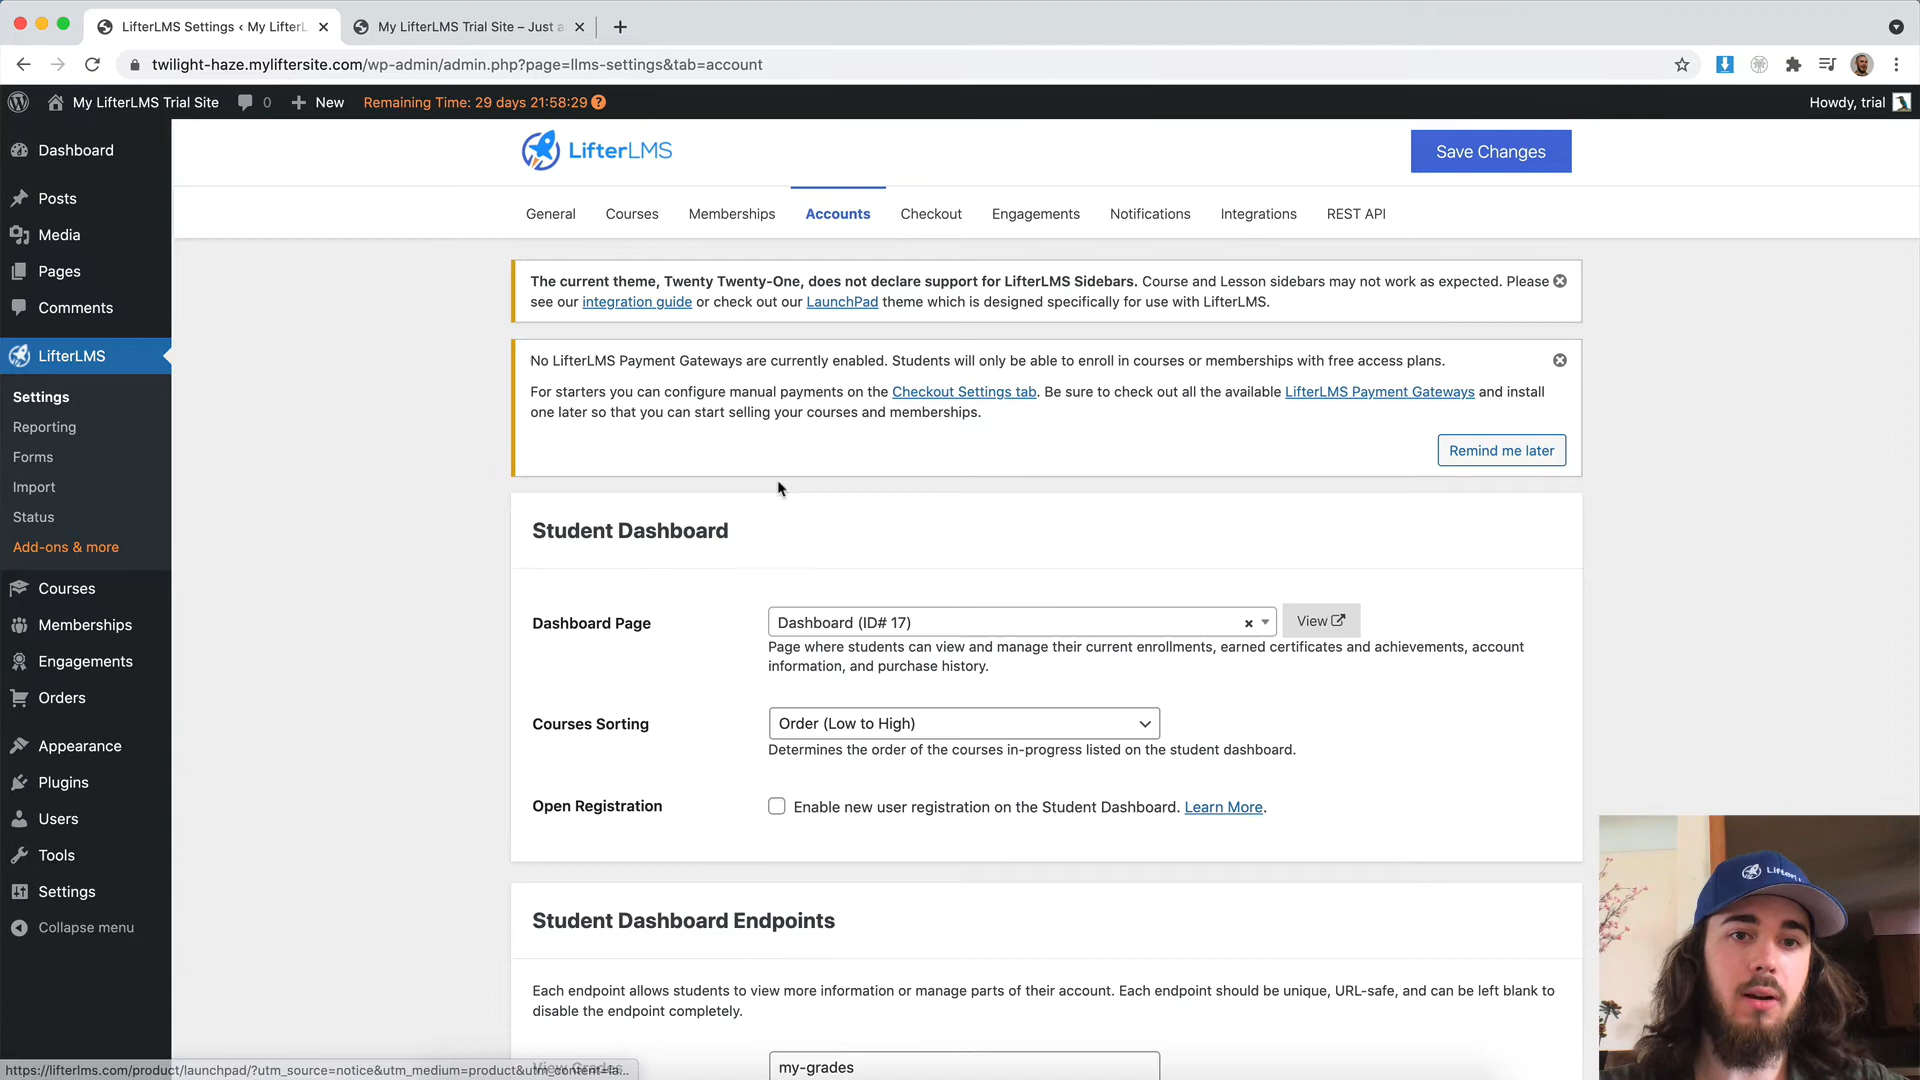 LifterLMS Settings ‹ My LifterL
My LifterLMS Trial Site – Just a
twilight-haze.myliftersite.com/wp-admin/admin.php?page=llms-settings&tab=account
My LifterLMS Trial Site
0
New
Remaining Time: 29 days 21:58:29
Howdy, trial
Dashboard
Posts
Media
Pages
Comments
LifterLMS
Settings
Reporting
Forms
Import
Status
Add-ons & more
Courses
Memberships
Engagements
Orders
Appearance
Plugins
Users
Tools
Settings
Collapse menu
LifterLMS
Save Changes
General
Courses
Memberships
Accounts
Checkout
Engagements
Notifications
Integrations
REST API
The current theme, Twenty Twenty-One, does not declare support for LifterLMS Sidebars. Course and Lesson sidebars may not work as expected. Please
see our integration guide or check out our LaunchPad theme which is designed specifically for use with LifterLMS.
No LifterLMS Payment Gateways are currently enabled. Students will only be able to enroll in courses or memberships with free access plans.
For starters you can configure manual payments on the Checkout Settings tab. Be sure to check out all the available LifterLMS Payment Gateways and install
one later so that you can start selling your courses and memberships.
Remind me later
Student Dashboard
Dashboard Page
Dashboard (ID# 17)
View
Page where students can view and manage their current enrollments, earned certificates and achievements, account
information, and purchase history.
Courses Sorting
Order (Low to High)
Determines the order of the courses in-progress listed on the student dashboard.
Open Registration
Enable new user registration on the Student Dashboard. Learn More.
Student Dashboard Endpoints
Each endpoint allows students to view more information or manage parts of their account. Each endpoint should be unique, URL-safe, and can be left blank to
disable the endpoint completely.
View Grades
my-grades
https://lifterlms.com/product/launchpad/?utm_source=notice&utm_medium=product&utm_content=la...